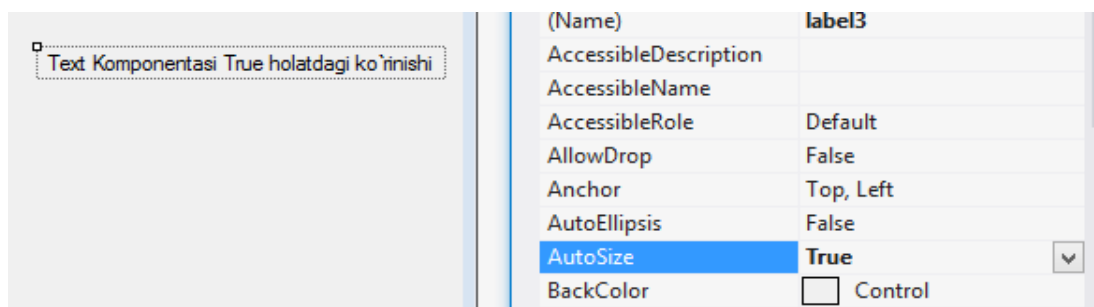 Text Komponentasi True holatdagi ko`rinishi
(Name) label3
AccessibleDescription
AccessibleName
AccessibleRole Default
AllowDrop False
Anchor Top, Left
AutoEllipsis False
AutoSize True
BackColor Control